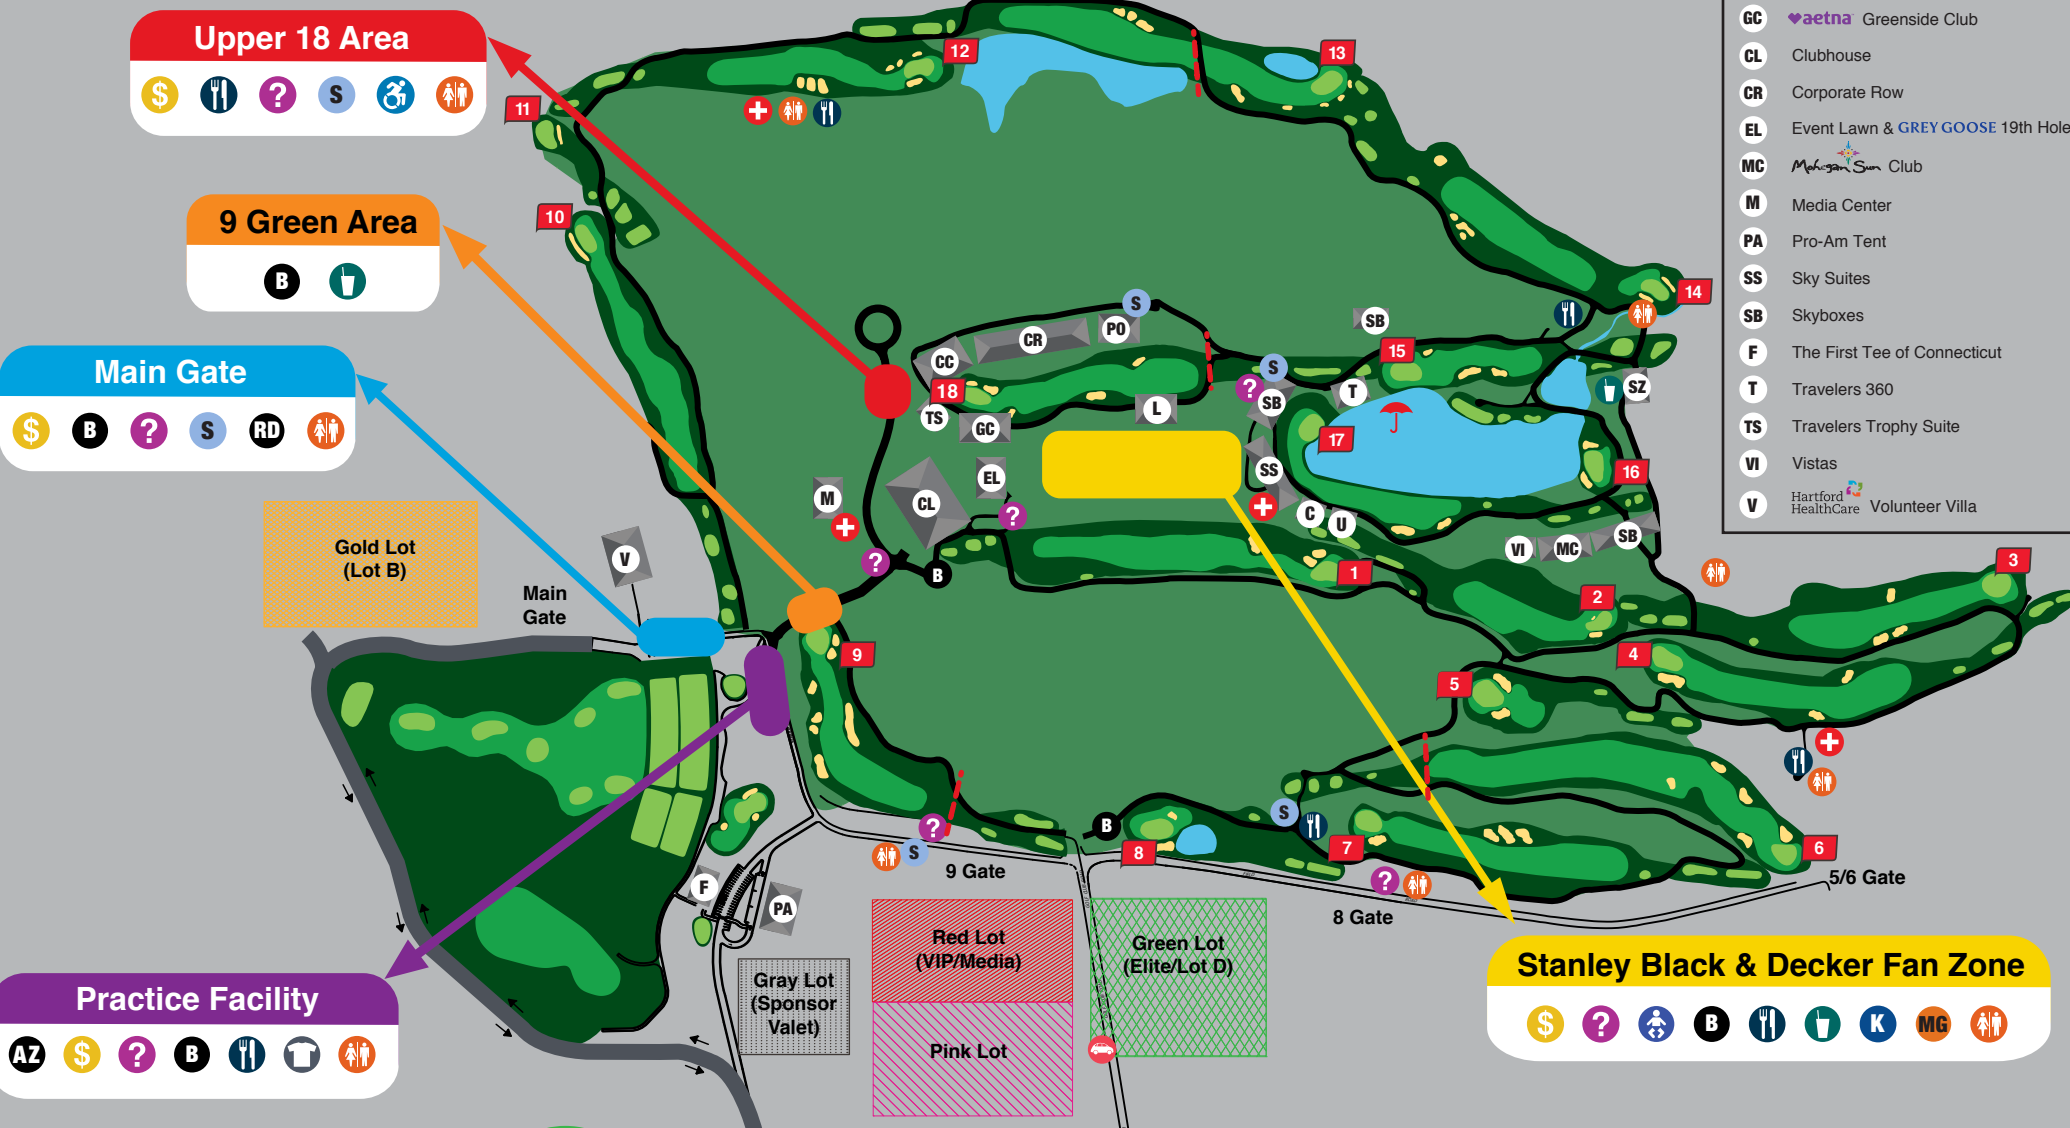 Upper 18 Area
$
?
S
9 Green Area
B
Main Gate
$
B
?
S
RD
Gold Lot
(Lot B)
Main
Gate
V
Practice Facility
AZ
$
?
B
12
13
11
10
14
S
SB
PO
CR
CC
15
18
S
?
SB
T
SZ
TS
L
GC
17
16
SS
EL
M
CL
?
C
U
SB
VI
MC
?
B
1
2
3
9
4
5
B
S
8
7
6
?
S
9 Gate
?
8 Gate
5/6 Gate
F
PA
Red Lot
(VIP/Media)
Green Lot
(Elite/Lot D)
Gray Lot
(Sponsor
Valet)
Pink Lot
Stanley Black & Decker Fan Zone
$
?
B
K
MG
GC aetna Greenside Club
CL Clubhouse
CR Corporate Row
EL Event Lawn & GREY GOOSE 19th Hole
MC Mohegan Sun Club
M Media Center
PA Pro-Am Tent
SS Sky Suites
SB Skyboxes
F The First Tee of Connecticut
T Travelers 360
TS Travelers Trophy Suite
VI Vistas
V Hartford HealthCare Volunteer Villa